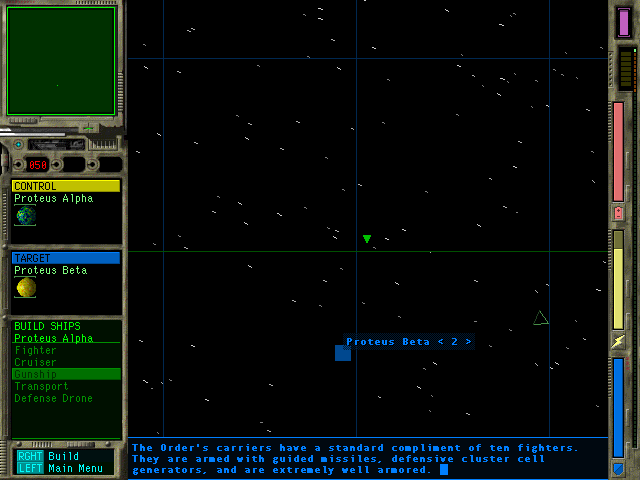 050
CONTROL
Proteus Alpha
TARGET
Proteus Beta
BUILD SHIPS
Proteus Alpha
Fighter
Cruiser
Gunship
Transport
Defense Drone
RGHT Build
LEFT Main Menu
Proteus Beta < 2 >
The Order's carriers have a standard compliment of ten fighters.
They are armed with guided missiles, defensive cluster cell
generators, and are extremely well armored.